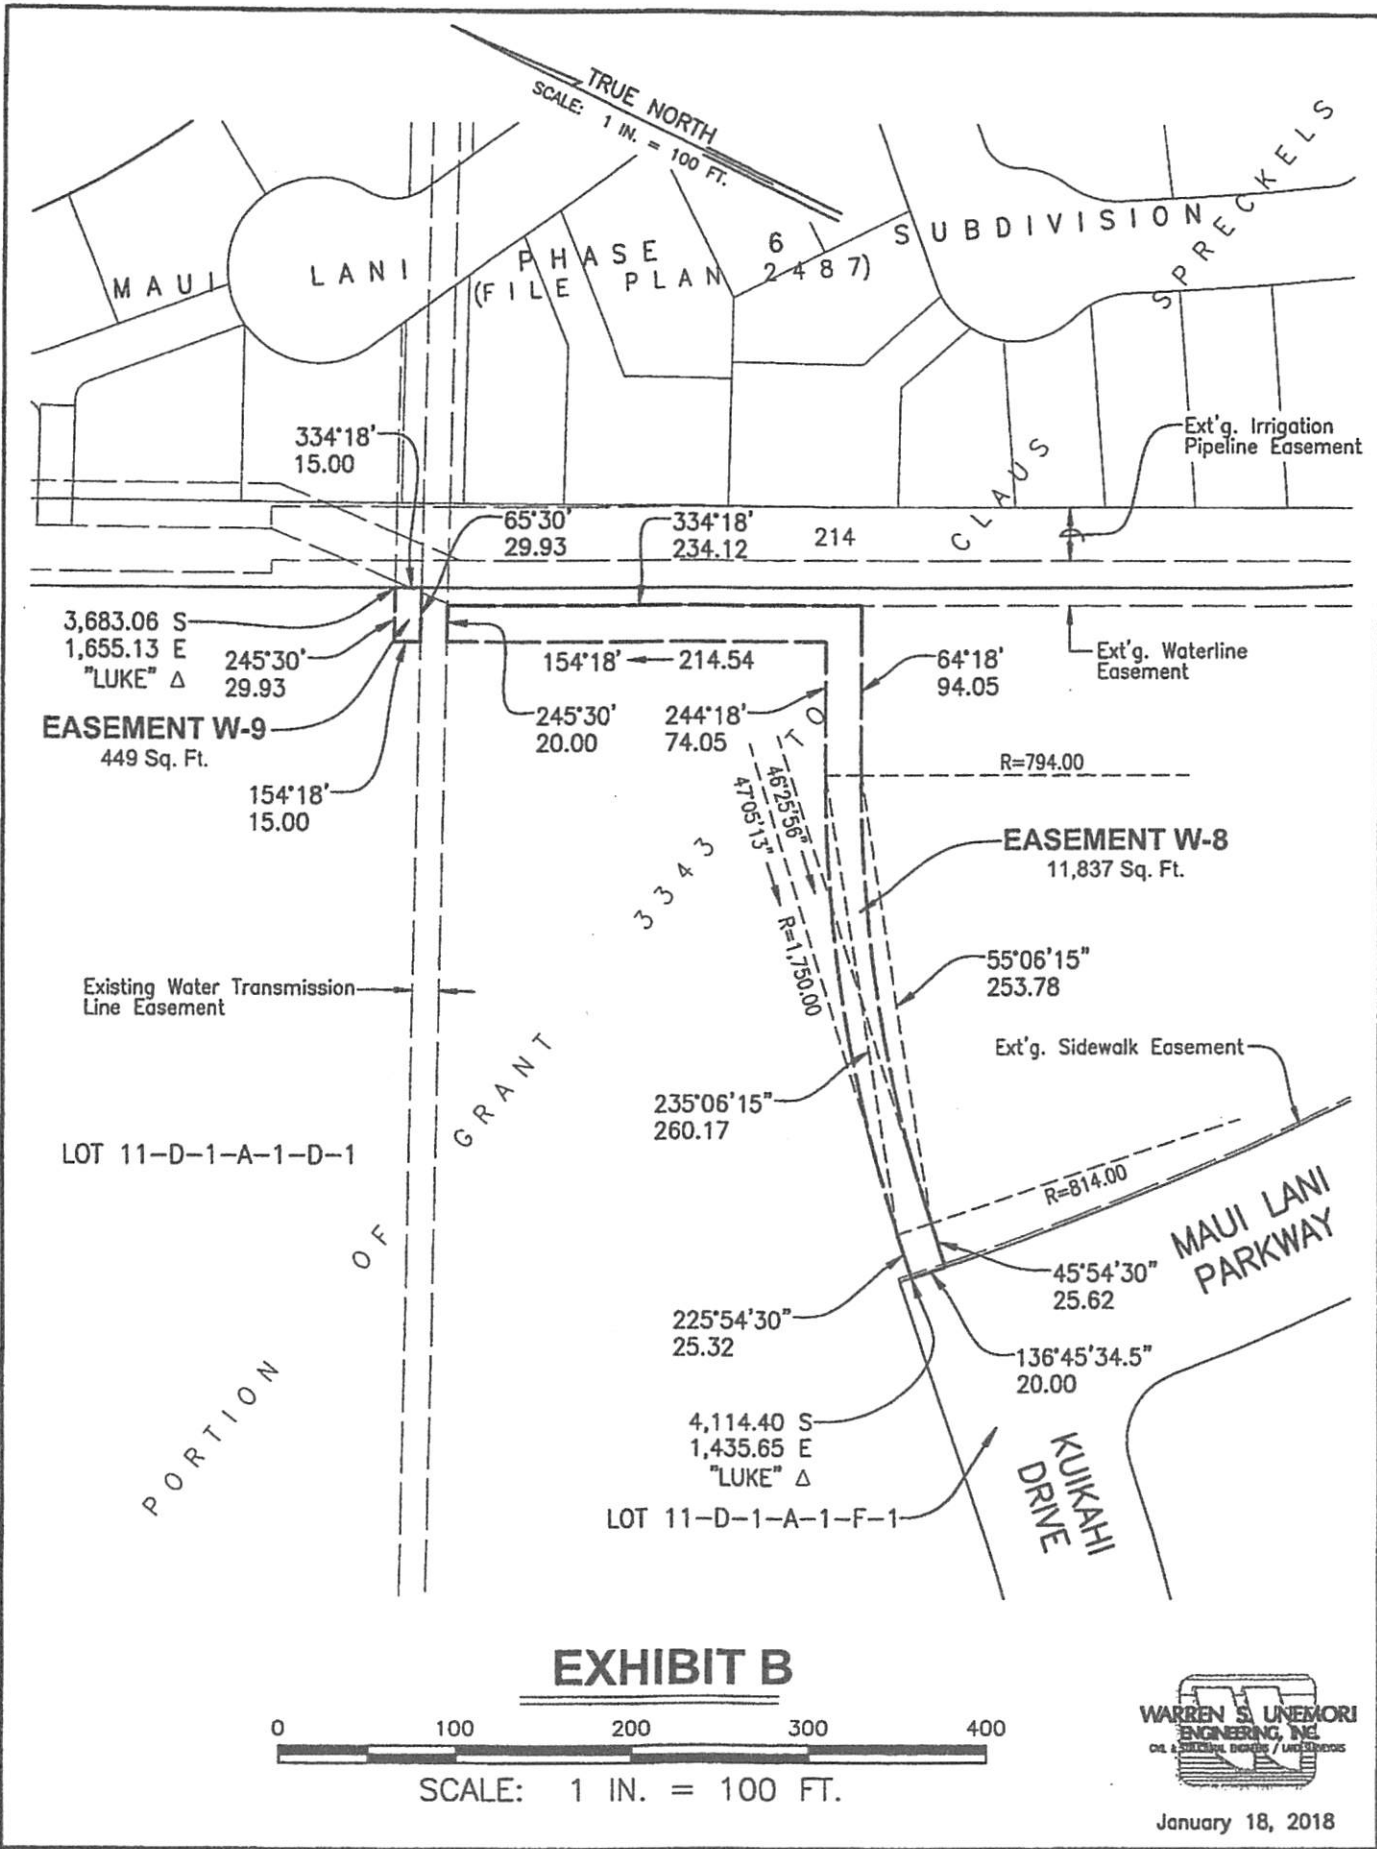 TRUE NORTH
SCALE: 1 IN. = 100 FT.
MAUI LANI PHASE 6 SUBDIVISION
(FILE PLAN 2487)
SPRECKELS
CLAUS
Ext'g. Irrigation
Pipeline Easement
334°18'
15.00
65°30'
29.93
334°18'
234.12
214
3,683.06 S
1,655.13 E
"LUKE" Δ
245°30'
29.93
EASEMENT W-9
449 Sq. Ft.
154°18'
15.00
245°30'
20.00
154°18' 214.54
244°18'
74.05
64°18'
94.05
Ext'g. Waterline
Easement
R=794.00
46°25'56"
47°05'13"
R=1,750.00
EASEMENT W-8
11,837 Sq. Ft.
55°06'15"
253.78
Existing Water Transmission
Line Easement
Ext'g. Sidewalk Easement
235°06'15"
260.17
LOT 11-D-1-A-1-D-1
PORTION OF GRANT 3343 TO
R=814.00
MAUI LANI
PARKWAY
45°54'30"
25.62
225°54'30"
25.32
136°45'34.5"
20.00
4,114.40 S
1,435.65 E
"LUKE" Δ
LOT 11-D-1-A-1-F-1
KUIKAHI
DRIVE
EXHIBIT B
0 100 200 300 400
SCALE: 1 IN. = 100 FT.
WARREN S. UNEMORI
ENGINEERING, INC.
CIVIL & STRUCTURAL ENGINEERS / LAND SURVEYORS
January 18, 2018